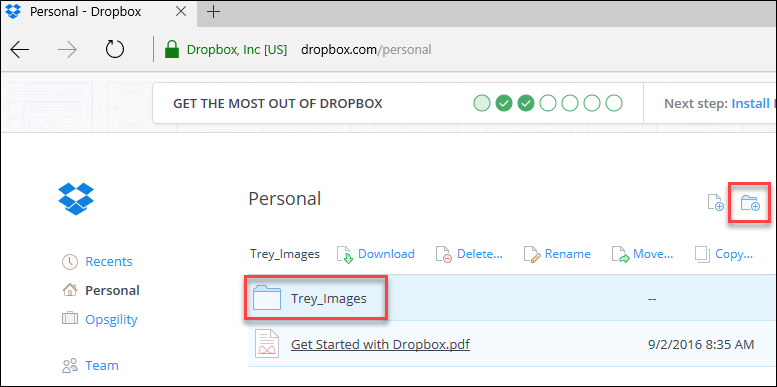 Personal - Dropbox
Dropbox, Inc [US] dropbox.com/personal
GET THE MOST OUT OF DROPBOX Next step: Install
Personal
Trey_Images Download Delete... Rename Move... Copy...
Recents
Personal
Opsgility
Team
Trey_Images --
Get Started with Dropbox.pdf 9/2/2016 8:35 AM